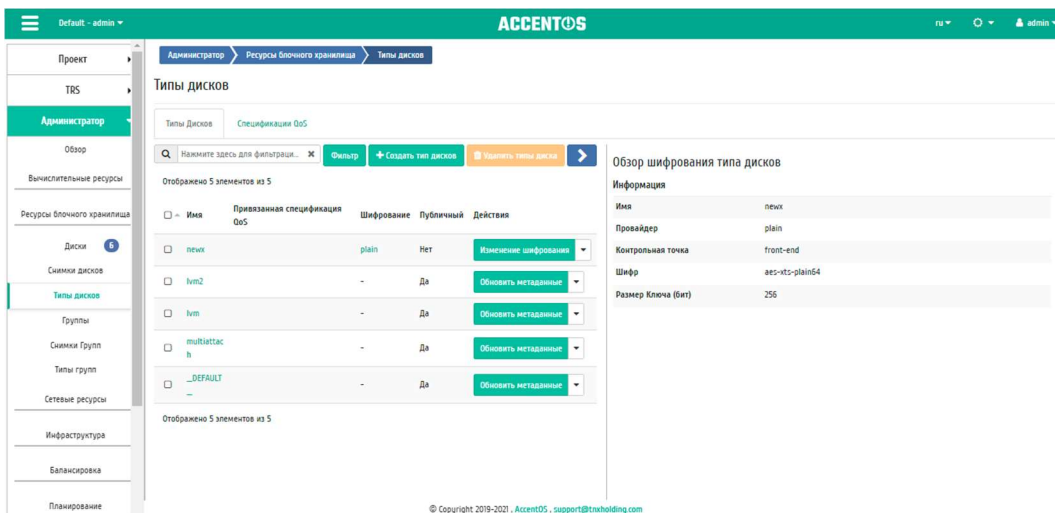 Default - admin
ACCENTOS
ru
admin
Проект
TRS
Администратор
Обзор
Вычислительные ресурсы
Ресурсы блочного хранилища
Диски 6
Снимки дисков
Типы дисков
Группы
Снимки Групп
Типы групп
Сетевые ресурсы
Инфраструктура
Балансировка
Планирование
Администратор Ресурсы блочного хранилища Типы дисков
Типы дисков
Типы Дисков Спецификации QoS
Нажмите здесь для фильтраци... Фильтр + Создать тип дисков Удалить типы диска
Отображено 5 элементов из 5
Имя Привязанная спецификация QoS Шифрование Публичный Действия
newx plain Нет Изменение шифрования
lvm2 - Да Обновить метаданные
lvm - Да Обновить метаданные
multiattach - Да Обновить метаданные
__DEFAULT__ - Да Обновить метаданные
Отображено 5 элементов из 5
Обзор шифрования типа дисков
Информация
Имя newx
Провайдер plain
Контрольная точка front-end
Шифр aes-xts-plain64
Размер Ключа (бит) 256
© Copyright 2019-2021 , AccentOS , support@tnxholding.com